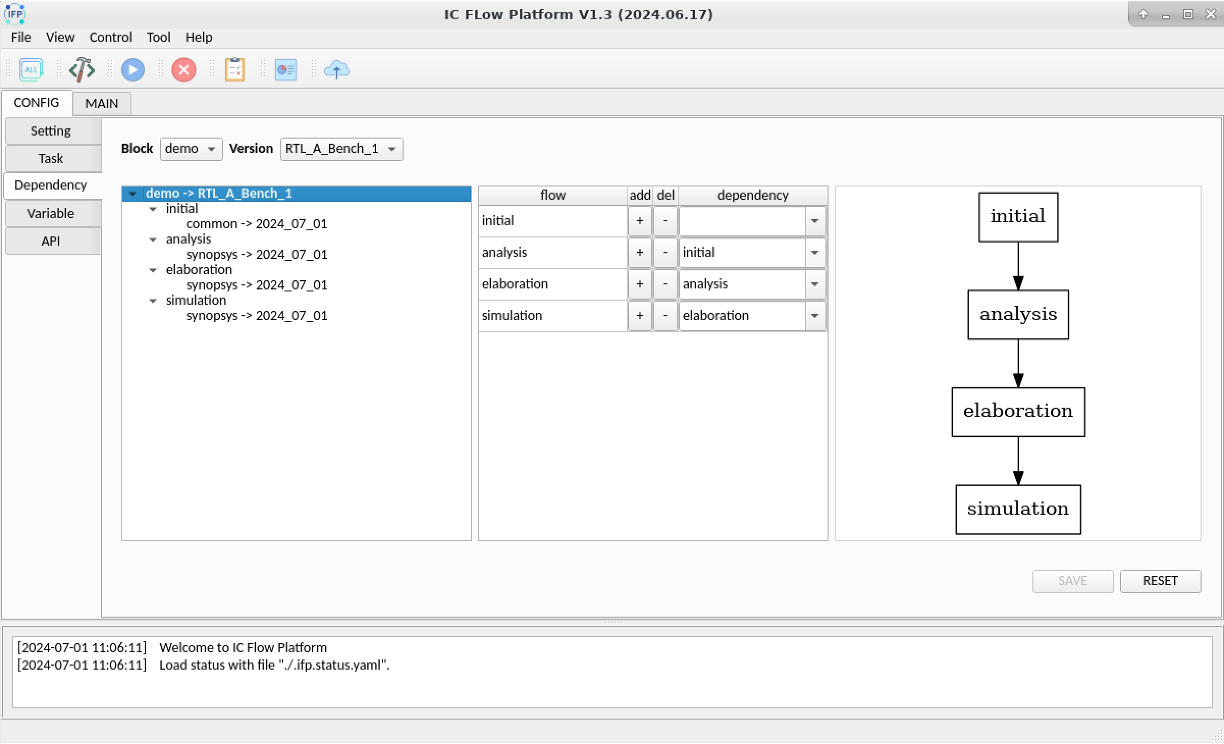 IFP
IC FLow Platform V1.3 (2024.06.17)
File View Control Tool Help
ALL
CONFIG MAIN
Setting
Task
Dependency
Variable
API
Block demo Version RTL_A_Bench_1
demo -> RTL_A_Bench_1
initial
common -> 2024_07_01
analysis
synopsys -> 2024_07_01
elaboration
synopsys -> 2024_07_01
simulation
synopsys -> 2024_07_01
flow add del dependency
initial + -
analysis + - initial
elaboration + - analysis
simulation + - elaboration
initial
analysis
elaboration
simulation
SAVE RESET
[2024-07-01 11:06:11] Welcome to IC Flow Platform
[2024-07-01 11:06:11] Load status with file "./.ifp.status.yaml".